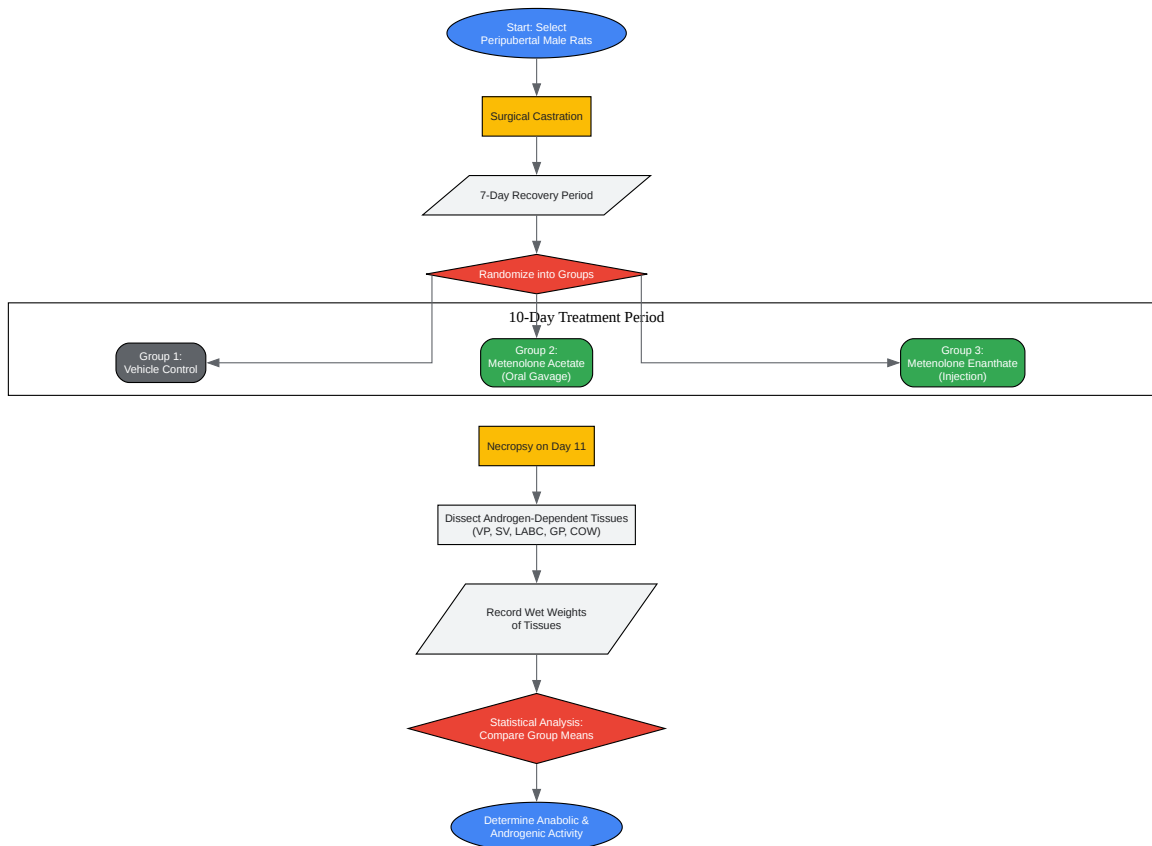 Start: Select
Peripubertal Male Rats
Surgical Castration
7-Day Recovery Period
Randomize into Groups
10-Day Treatment Period
Group 1:
Vehicle Control
Group 2:
Metenolone Acetate
(Oral Gavage)
Group 3:
Metenolone Enanthate
(Injection)
Necropsy on Day 11
Dissect Androgen-Dependent Tissues
(VP, SV, LABC, GP, COW)
Record Wet Weights
of Tissues
Statistical Analysis:
Compare Group Means
Determine Anabolic &
Androgenic Activity